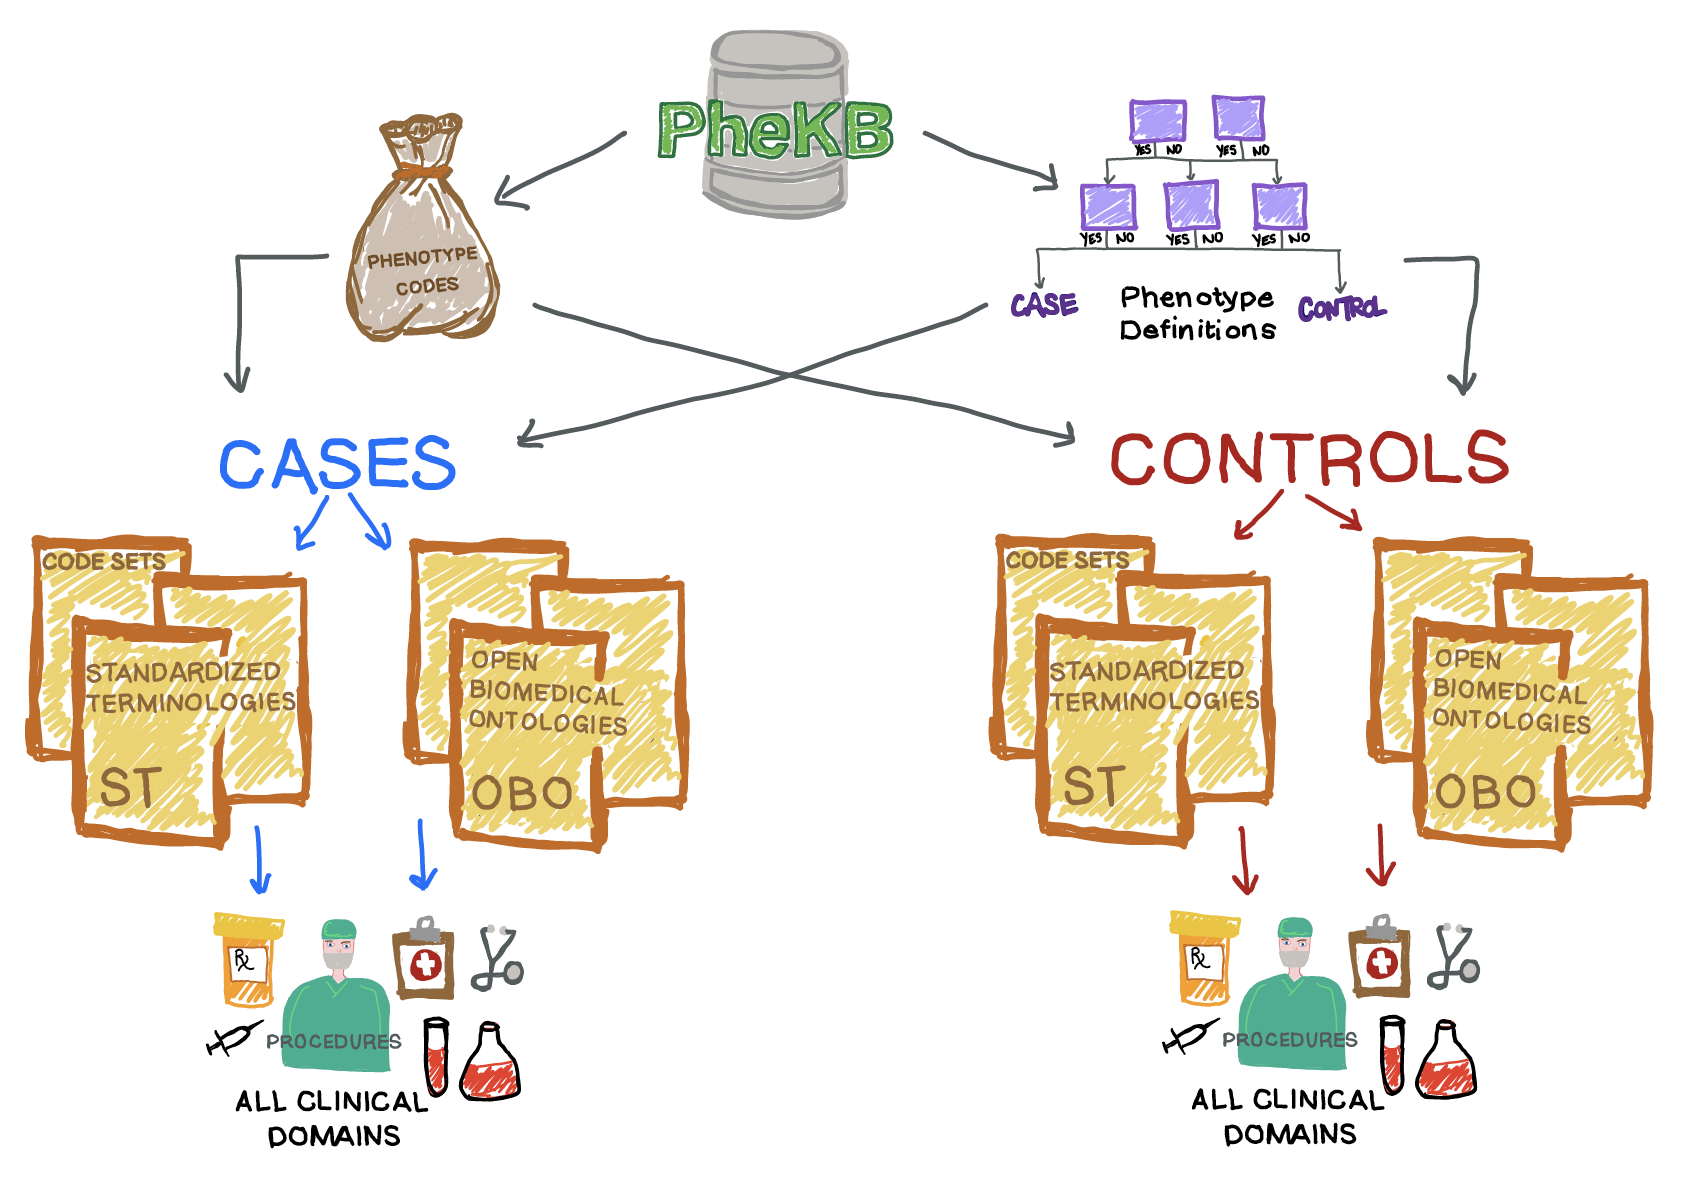 PheKB
YES NO YES NO
YES NO YES NO YES NO
PHENOTYPE
CODES
CASE
Phenotype
Definitions
CONTROL
CASES
CONTROLS
CODE SETS
STANDARDIZED
TERMINOLOGIES
ST
OPEN
BIOMEDICAL
ONTOLOGIES
OBO
CODE SETS
STANDARDIZED
TERMINOLOGIES
ST
OPEN
BIOMEDICAL
ONTOLOGIES
OBO
Rx
PROCEDURES
ALL CLINICAL
DOMAINS
Rx
PROCEDURES
ALL CLINICAL
DOMAINS